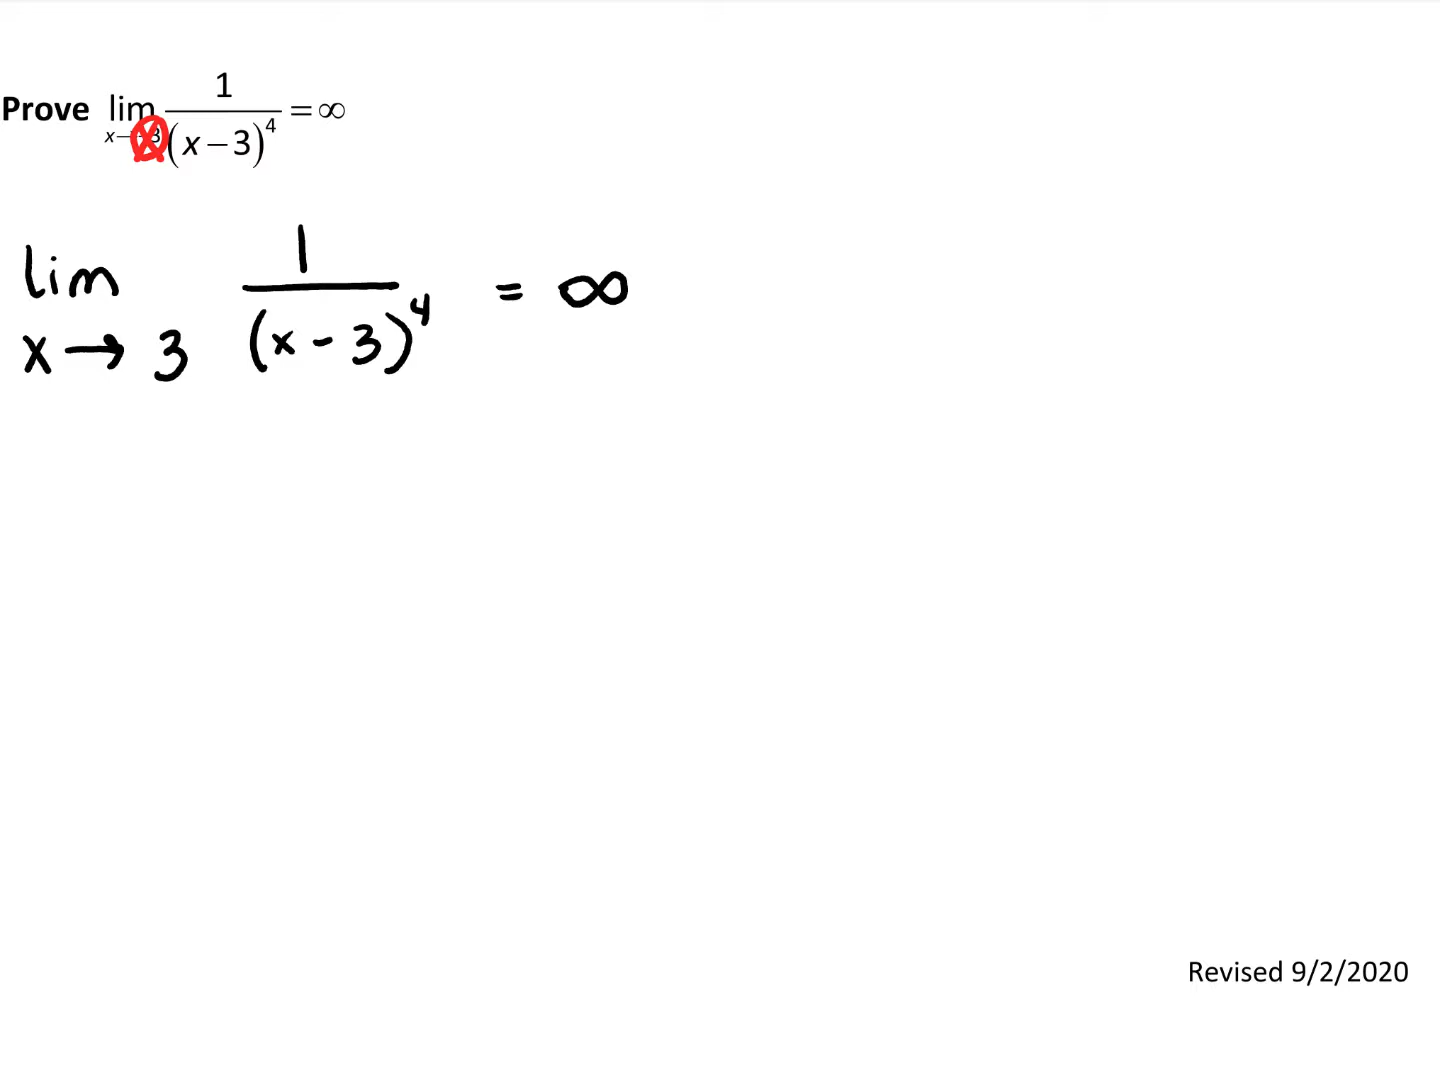 Prove lim 1/(x−3)^4 = ∞
x→
lim 1/(x - 3)^4 = ∞
x → 3
Revised 9/2/2020